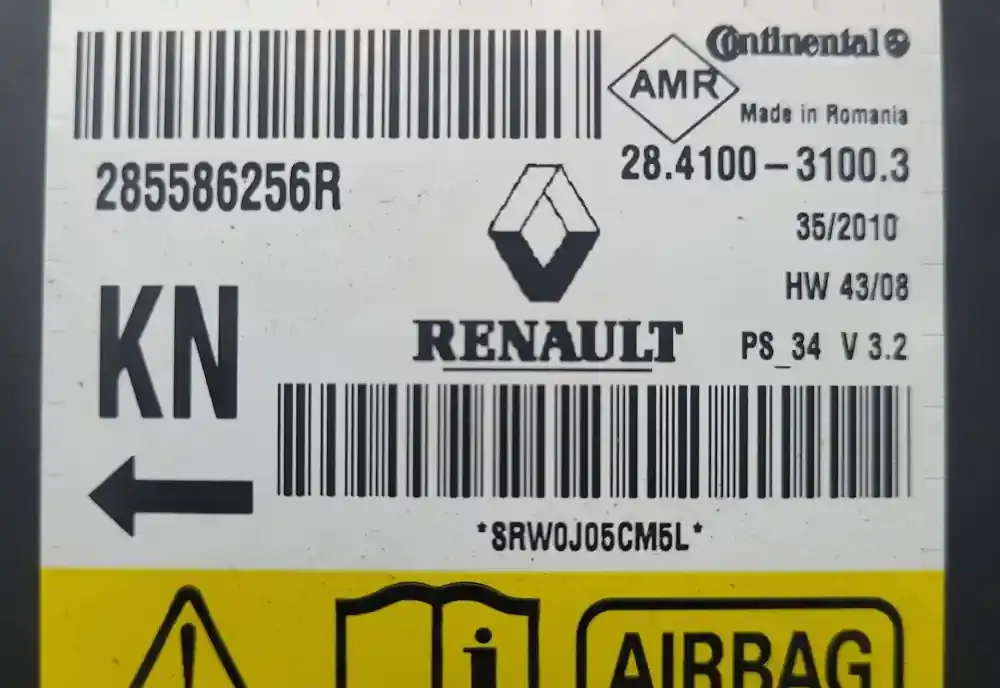 Continental
AMR
Made in Romania
285586256R
28.4100-3100.3
35/2010
HW 43/08
KN
RENAULT
PS_34 V 3.2
*SRW0J05CM5L*
i
AIRBAG